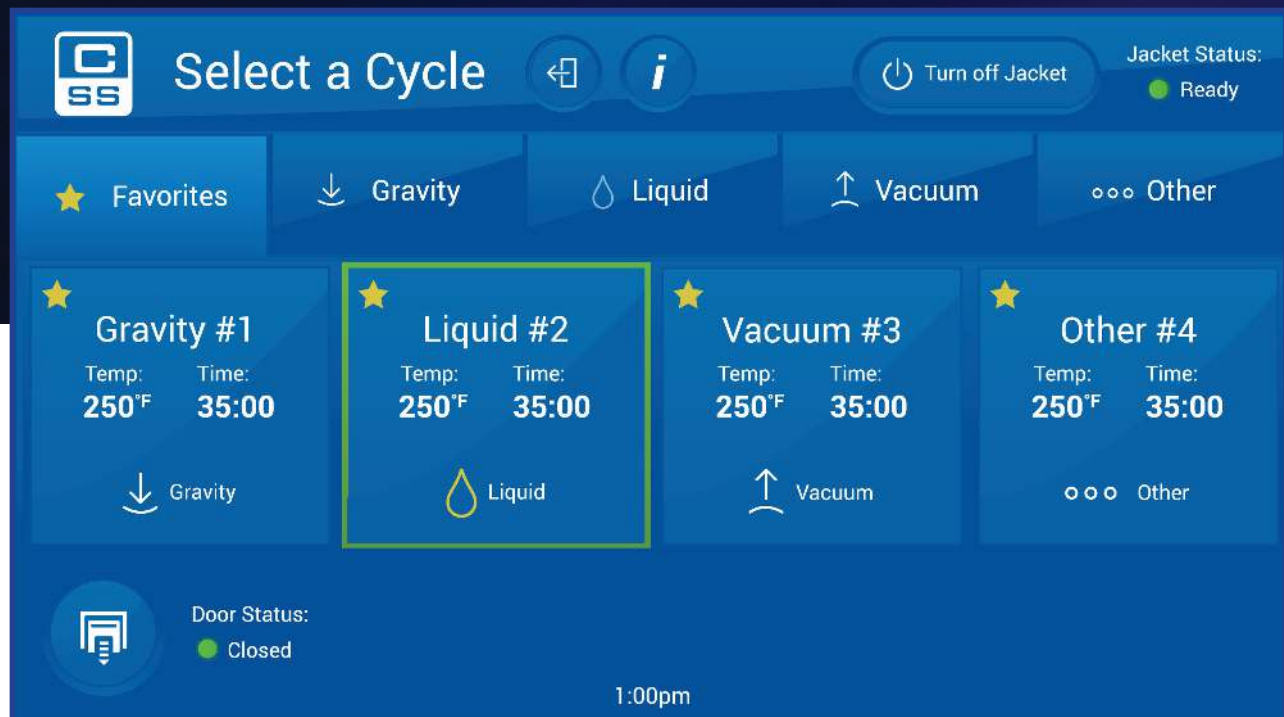 C
SS
Select a Cycle
i
Turn off Jacket
Jacket Status:
Ready
Favorites
Gravity
Liquid
Vacuum
Other
Gravity #1
Temp: Time:
250°F 35:00
Gravity
Liquid #2
Temp: Time:
250°F 35:00
Liquid
Vacuum #3
Temp: Time:
250°F 35:00
Vacuum
Other #4
Temp: Time:
250°F 35:00
Other
Door Status:
Closed
1:00pm